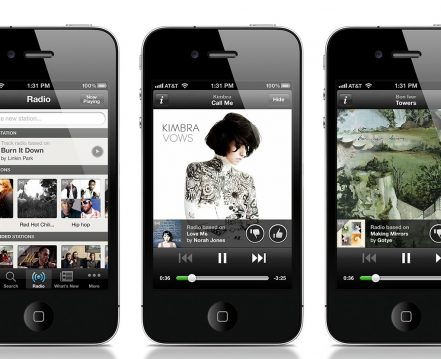 1:31 PM
100%
Radio
Now
Playing
e new station...
STATION
Track radio based on
Burn It Down
by Linkin Park
IONS
Red Hot Chili...
Hip hop
DED STATIONS
Search
Radio
What's New
More
AT&T
1:31 PM
100%
Kimbra
Call Me
Hide
KIMBRA
VOWS
Radio based on
Love Me
by Norah Jones
0:36
-3:25
AT&T
1:31 PM
Bon Iver
Towers
Radio based on
Making Mirrors
by Gotye
0:36